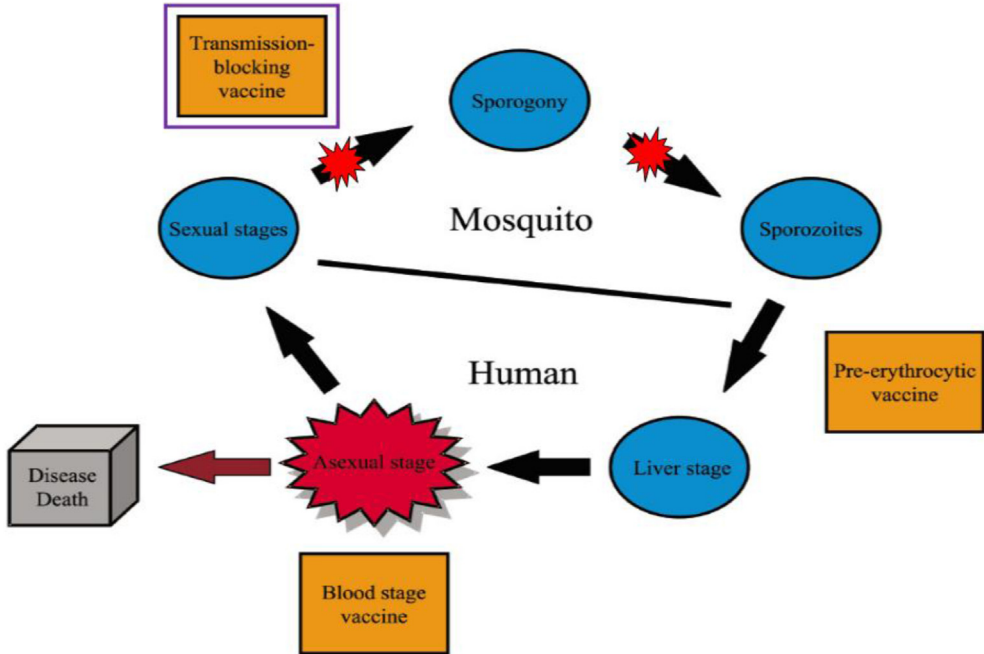 Transmission-
blocking
vaccine
Sporogony
Sexual stages
Mosquito
Sporozoites
Human
Pre-erythrocytic
vaccine
Disease
Death
Asexual stage
Liver stage
Blood stage
vaccine